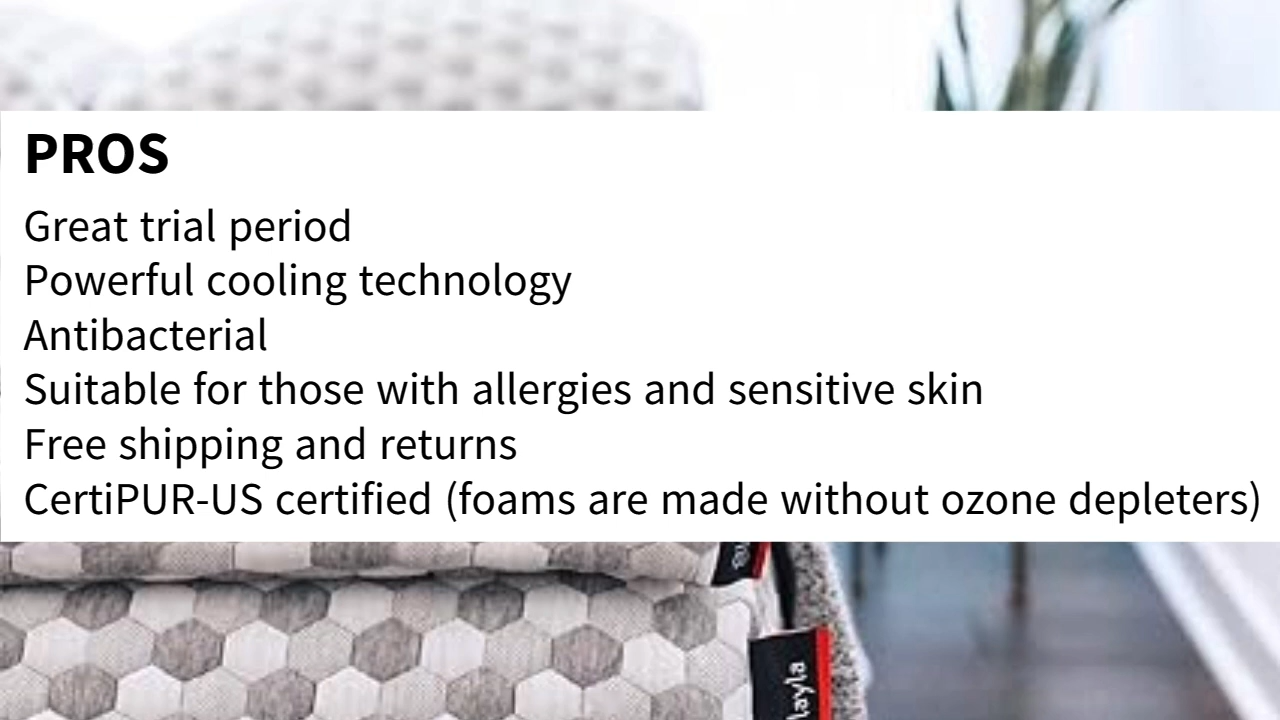 PROS
Great trial period
Powerful cooling technology
Antibacterial
Suitable for those with allergies and sensitive skin
Free shipping and returns
CertiPUR-US certified (foams are made without ozone depleters)
layla